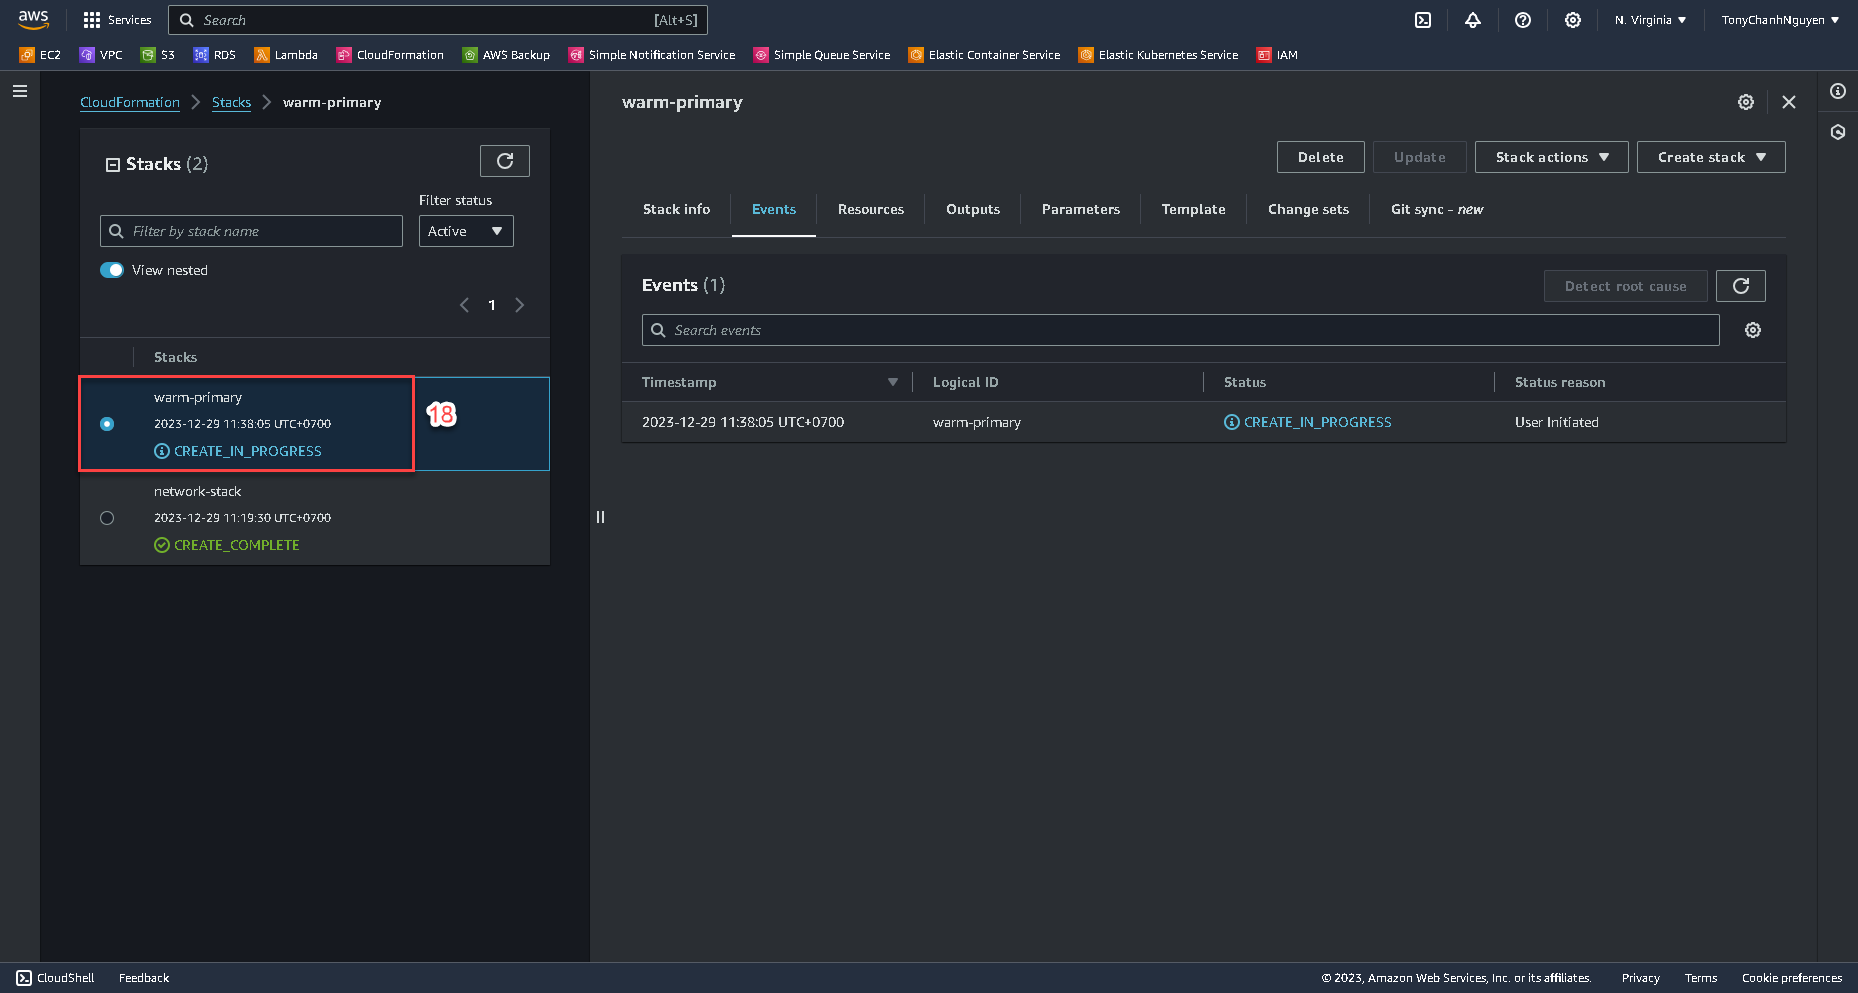 aws
Services
Search
[Alt+S]
N. Virginia ▼
TonyChanhNguyen ▼
EC2
VPC
S3
RDS
Lambda
CloudFormation
AWS Backup
Simple Notification Service
Simple Queue Service
Elastic Container Service
Elastic Kubernetes Service
IAM
CloudFormation
Stacks
warm-primary
Stacks (2)
Filter status
Filter by stack name
Active
View nested
1
Stacks
warm-primary
2023-12-29 11:38:05 UTC+0700
CREATE_IN_PROGRESS
18
network-stack
2023-12-29 11:19:30 UTC+0700
CREATE_COMPLETE
warm-primary
Delete
Update
Stack actions
Create stack
Stack info
Events
Resources
Outputs
Parameters
Template
Change sets
Git sync - new
Events (1)
Detect root cause
Search events
Timestamp
Logical ID
Status
Status reason
2023-12-29 11:38:05 UTC+0700
warm-primary
CREATE_IN_PROGRESS
User Initiated
CloudShell
Feedback
© 2023, Amazon Web Services, Inc. or its affiliates.
Privacy
Terms
Cookie preferences